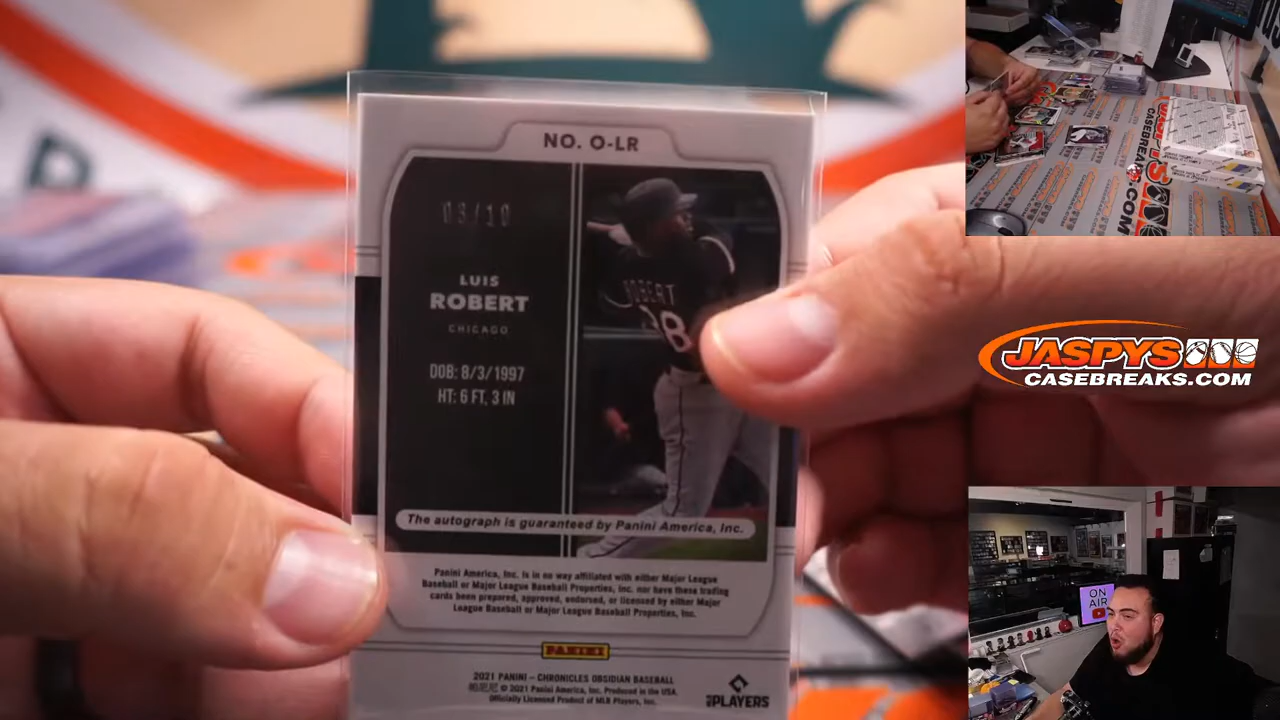 NO. O-LR
03/10
LUIS
ROBERT
CHICAGO
DOB: 8/3/1997
HT: 6 FT, 3 IN
The autograph is guaranteed by Panini America, Inc.
Panini America, Inc. is in no way affiliated with either Major League
Baseball or Major League Baseball Properties, Inc. nor have these trading
cards been prepared, approved, endorsed, or licensed by either Major
League Baseball or Major League Baseball Properties, Inc.
PANINI
2021 PANINI – CHRONICLES OBSIDIAN BASEBALL
© 2021 Panini America, Inc. Produced in the USA.
Officially Licensed Product of MLB Players, Inc.
PLAYERS
JASPYS
CASEBREAKS.COM
JASPYS
CASEBREAKS.COM
ON
AIR